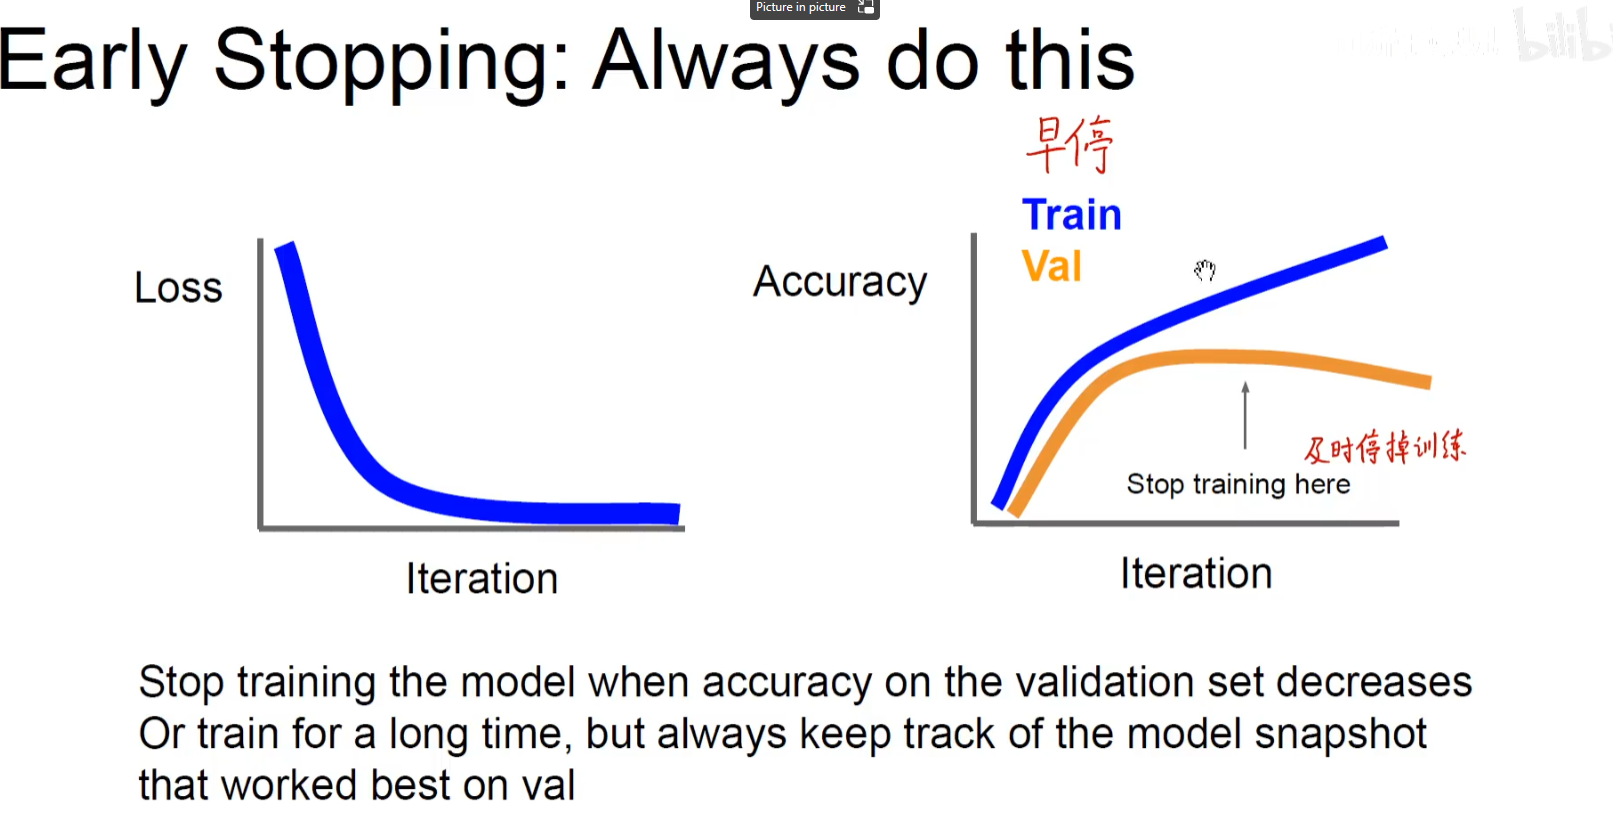 Picture in picture
Early Stopping: Always do this
早停
Train
Val
Loss
Accuracy
及时停掉训练
Stop training here
Iteration
Iteration
Stop training the model when accuracy on the validation set decreases
Or train for a long time, but always keep track of the model snapshot
that worked best on val